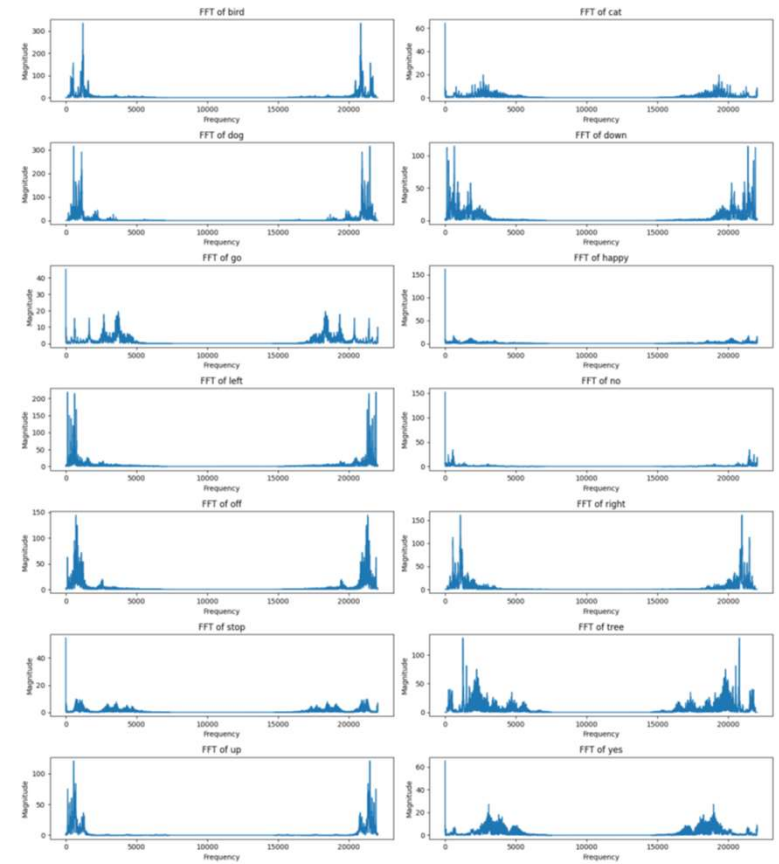 FFT of bird
Magnitude
300
200
100
0
0 5000 10000 15000 20000
Frequency
FFT of cat
Magnitude
60
40
20
0
0 5000 10000 15000 20000
Frequency
FFT of dog
Magnitude
300
200
100
0
0 5000 10000 15000 20000
Frequency
FFT of down
Magnitude
100
50
0
0 5000 10000 15000 20000
Frequency
FFT of go
Magnitude
40
30
20
10
0
0 5000 10000 15000 20000
Frequency
FFT of happy
Magnitude
150
100
50
0
0 5000 10000 15000 20000
Frequency
FFT of left
Magnitude
200
150
100
50
0
0 5000 10000 15000 20000
Frequency
FFT of no
Magnitude
150
100
50
0
0 5000 10000 15000 20000
Frequency
FFT of off
Magnitude
150
100
50
0
0 5000 10000 15000 20000
Frequency
FFT of right
Magnitude
150
100
50
0
0 5000 10000 15000 20000
Frequency
FFT of stop
Magnitude
40
20
0
0 5000 10000 15000 20000
Frequency
FFT of tree
Magnitude
100
50
0
0 5000 10000 15000 20000
Frequency
FFT of up
Magnitude
100
50
0
0 5000 10000 15000 20000
Frequency
FFT of yes
Magnitude
60
40
20
0
0 5000 10000 15000 20000
Frequency